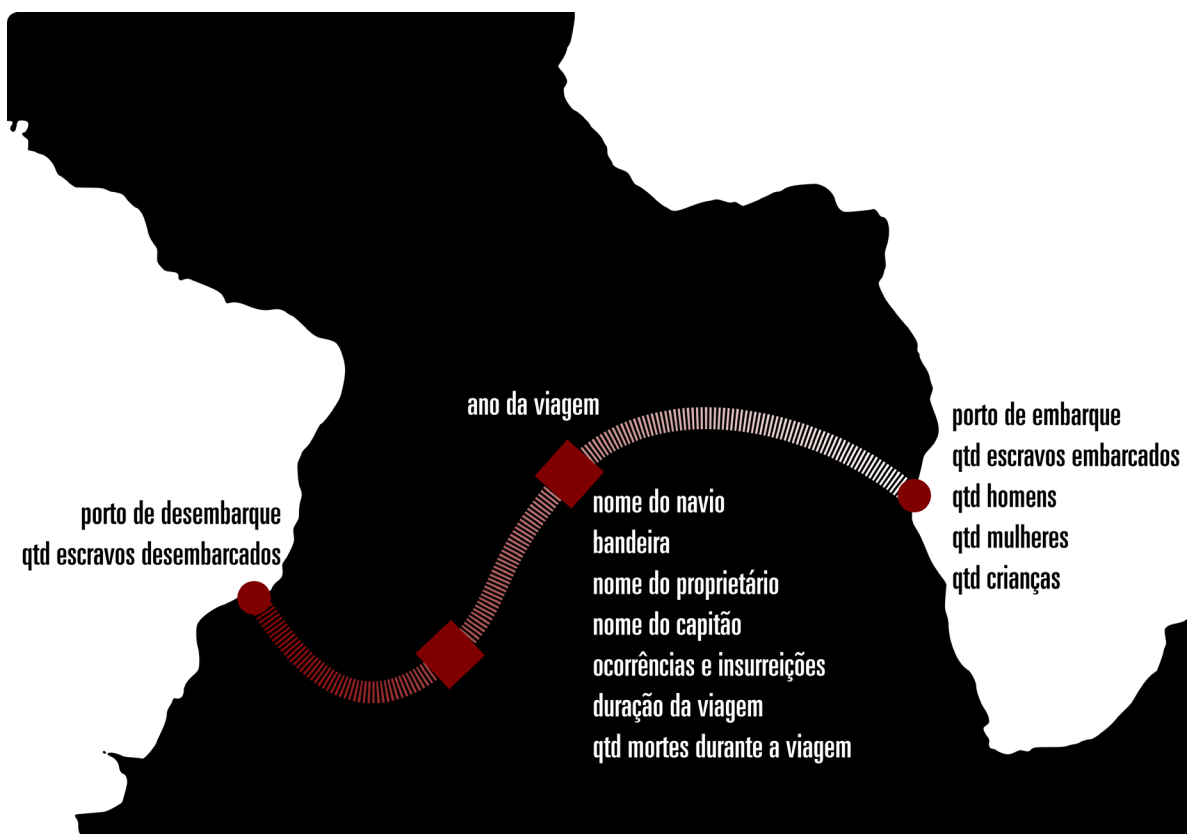 ano da viagem
porto de embarque
qtd escravos embarcados
qtd homens
qtd mulheres
qtd crianças
nome do navio
bandeira
nome do proprietário
nome do capitão
ocorrências e insurreições
duração da viagem
qtd mortes durante a viagem
porto de desembarque
qtd escravos desembarcados